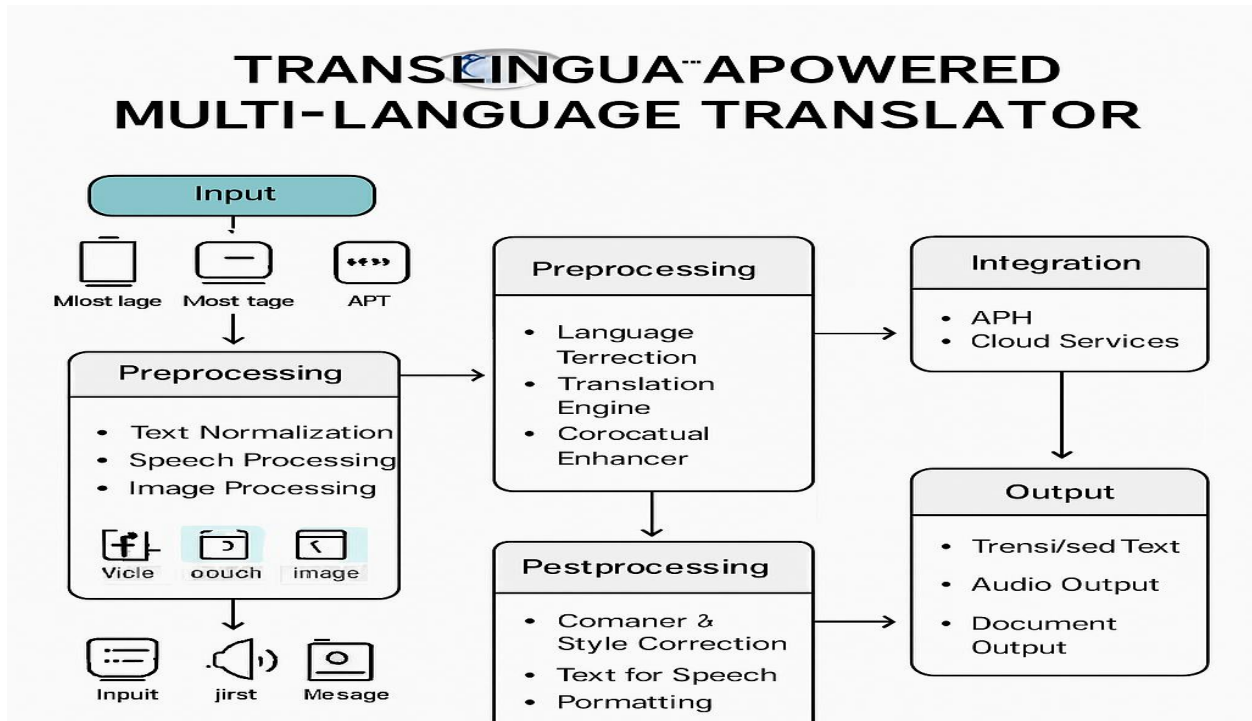 TRANSLINGUA¨APOWERED
MULTI-LANGUAGE TRANSLATOR
Input
Mlost lage
Most tage
APT
Preprocessing
• Text Normalization
• Speech Processing
• Image Processing
Vicle
oouch
image
Inpuit
jirst
Mesage
Preprocessing
• Language
Terrection
• Translation
Engine
• Corocatual
Enhancer
Pestprocessing
• Comaner &
Style Correction
• Text for Speech
• Pormatting
Integration
• APH
• Cloud Services
Output
• Trensi/sed Text
• Audio Output
• Document
Output